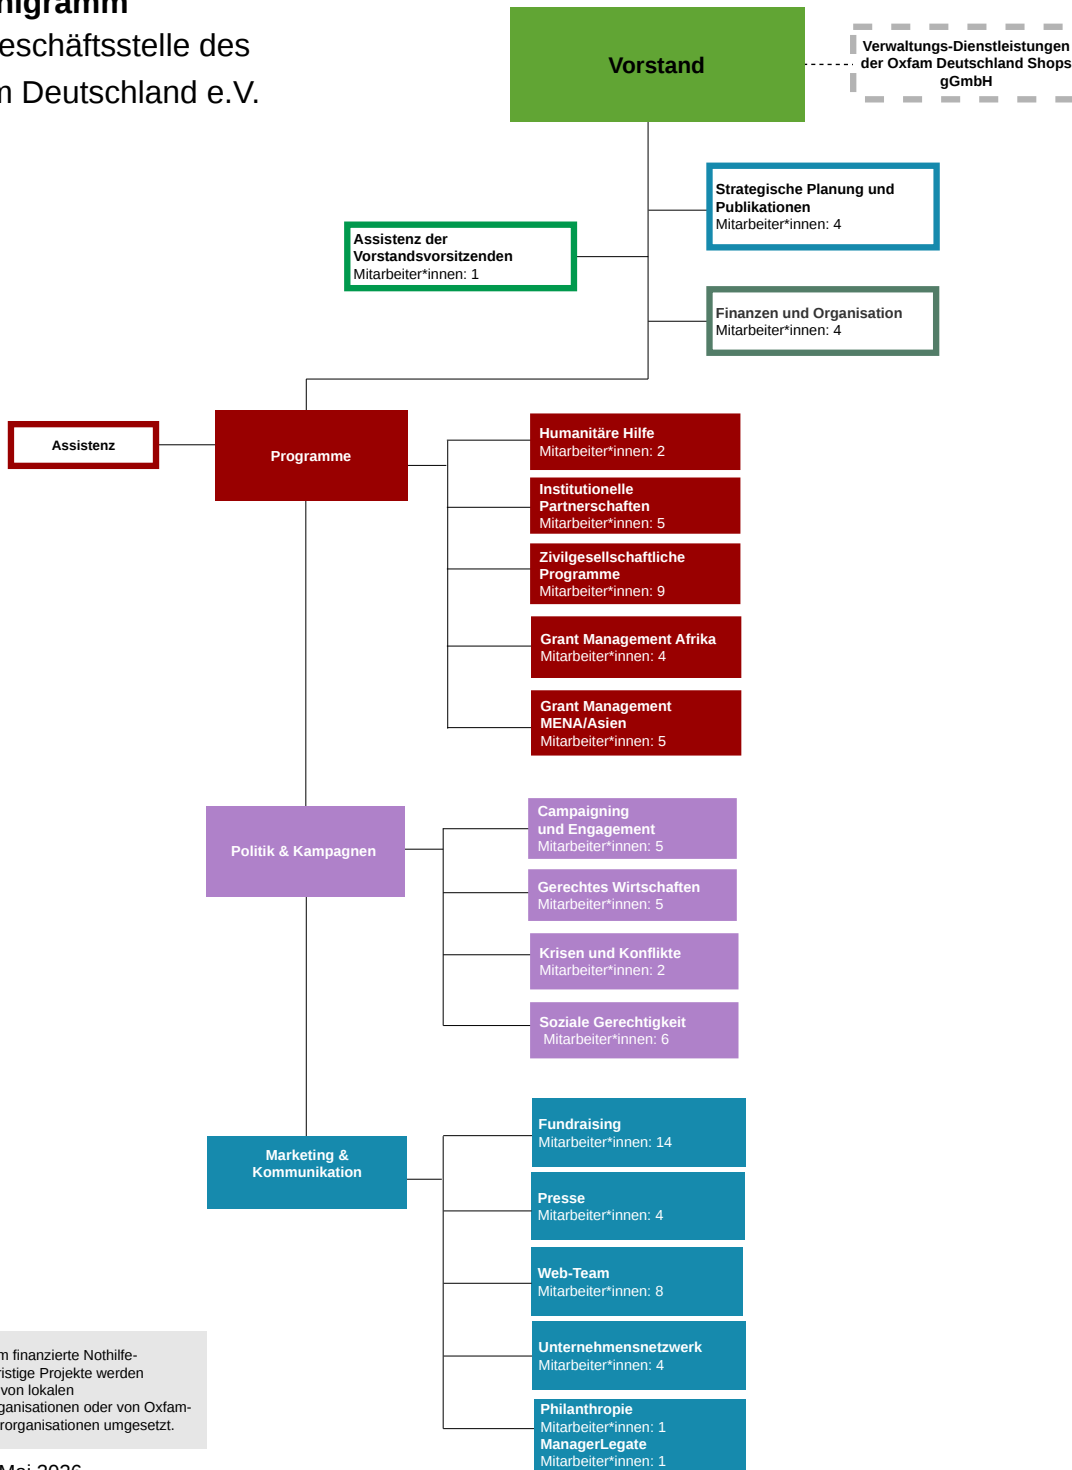 eschäftsstelle des
Deutschland e.V.
Vorstand
Verwaltungs-Dienstleistungen
der Oxfam Deutschland Shops
gGmbH
Strategische Planung und
Publikationen
Mitarbeiter*innen: 4
Assistenz der
Vorstandsvorsitzenden
Mitarbeiter*innen: 1
Finanzen und Organisation
Mitarbeiter*innen: 4
Assistenz
Programme
Humanitäre Hilfe
Mitarbeiter*innen: 2
Institutionelle
Partnerschaften
Mitarbeiter*innen: 5
Zivilgesellschaftliche
Programme
Mitarbeiter*innen: 9
Grant Management Afrika
Mitarbeiter*innen: 4
Grant Management
MENA/Asien
Mitarbeiter*innen: 5
Politik & Kampagnen
Campaigning
und Engagement
Mitarbeiter*innen: 5
Gerechtes Wirtschaften
Mitarbeiter*innen: 5
Krisen und Konflikte
Mitarbeiter*innen: 2
Soziale Gerechtigkeit
Mitarbeiter*innen: 6
Marketing &
Kommunikation
Fundraising
Mitarbeiter*innen: 14
Presse
Mitarbeiter*innen: 4
Web-Team
Mitarbeiter*innen: 8
Unternehmensnetzwerk
Mitarbeiter*innen: 4
Philanthropie
Mitarbeiter*innen: 1
ManagerLegate
Mitarbeiter*innen: 1
m finanzierte Nothilfe-
ristige Projekte werden
von lokalen
ganisationen oder von Oxfam-
rorganisationen umgesetzt.